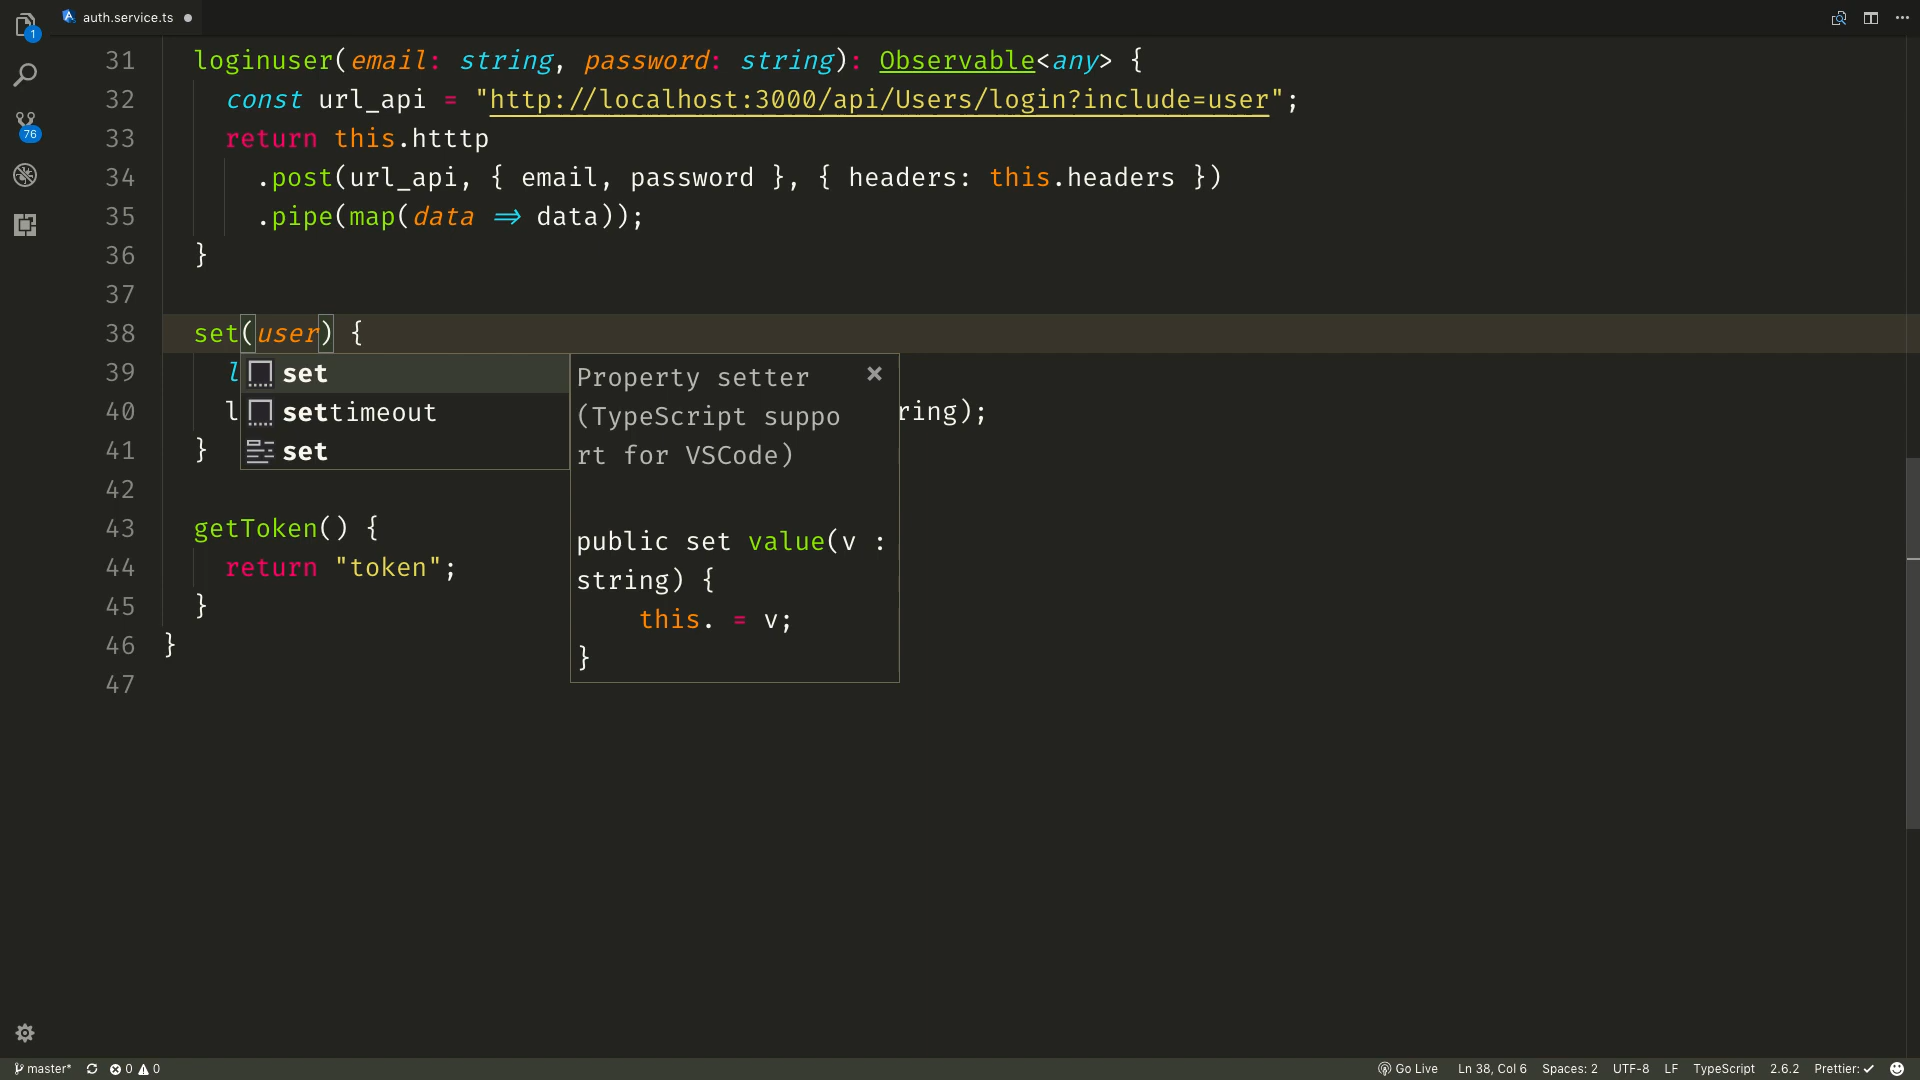 auth.service.ts
1
31 loginuser(email: string, password: string): Observable<any> {
32 const url_api = "http://localhost:3000/api/Users/login?include=user";
33 return this.htttp
76
34 .post(url_api, { email, password }, { headers: this.headers })
35 .pipe(map(data => data));
36 }
37
38 set(user) {
39 l
40 l ring);
41 }
42
43 getToken() {
44 return "token";
45 }
46 }
47
set
settimeout
set
Property setter
(TypeScript suppo
rt for VSCode)
public set value(v :
string) {
this. = v;
}
master* 0 0 Go Live Ln 38, Col 6 Spaces: 2 UTF-8 LF TypeScript 2.6.2 Prettier: ✓